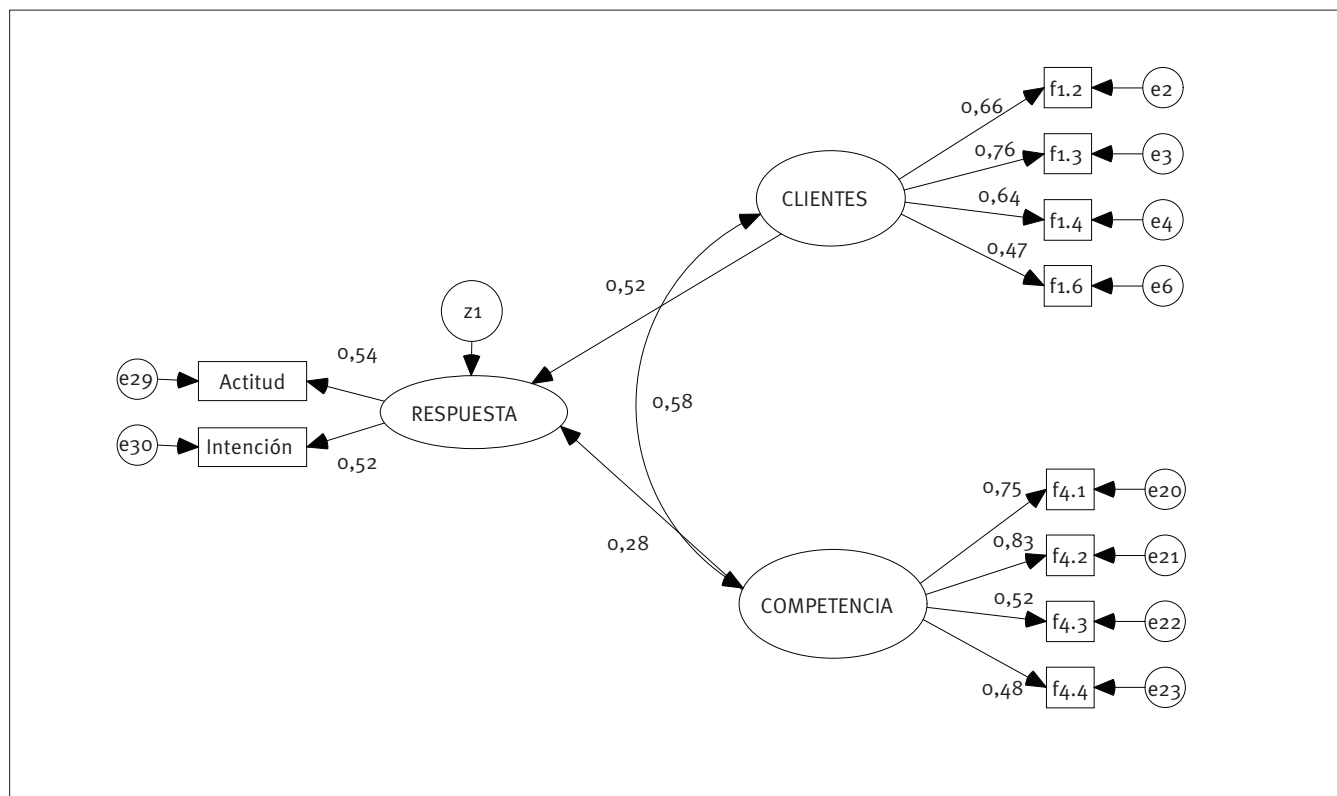 f1.2
e2
0,66
f1.3
e3
0,76
CLIENTES
0,64
f1.4
e4
0,47
f1.6
e6
0,52
z1
0,54
e29
Actitud
RESPUESTA
0,58
e30
Intención
0,52
0,28
0,75
f4.1
e20
0,83
f4.2
e21
COMPETENCIA
0,52
f4.3
e22
0,48
f4.4
e23